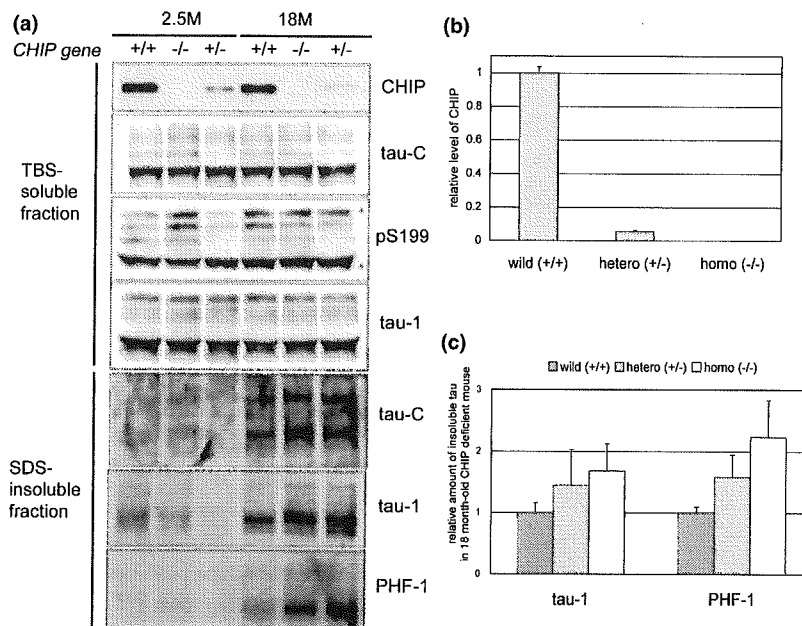 (a)
2.5M 18M
CHIP gene +/+ -/- +/- +/+ -/- +/-
CHIP
tau-C
TBS-
soluble
fraction
pS199
tau-1
tau-C
SDS-
insoluble
fraction
tau-1
PHF-1
(b)
relative level of CHIP
1
0.8
0.6
0.4
0.2
0
wild (+/+) hetero (+/-) homo (-/-)
(c)
wild (+/+) hetero (+/-) homo (-/-)
relative amount of insoluble tau
in 18 month-old CHIP deficient mouse
3
2
1
0
tau-1 PHF-1